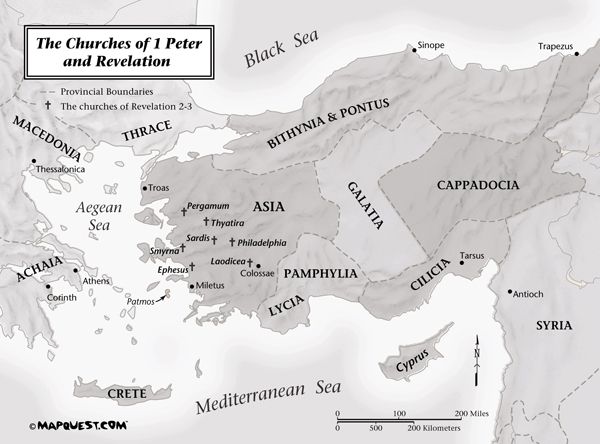 The Churches of 1 Peter
and Revelation
Provincial Boundaries
✝ The churches of Revelation 2-3
Black Sea
Sinope
Trapezus
MACEDONIA
THRACE
BITHYNIA & PONTUS
Thessalonica
Troas
Aegean
Sea
Pergamum
Thyatira
ASIA
GALATIA
CAPPADOCIA
Sardis
Philadelphia
Smyrna
Laodicea
Colossae
Ephesus
Miletus
Patmos
ACHAIA
Athens
Corinth
PAMPHYLIA
LYCIA
CILICIA
Tarsus
Antioch
SYRIA
Cyprus
CRETE
Mediterranean Sea
N
0 100 200 Miles
0 500 200 Kilometers
©MAPQUEST.COM™